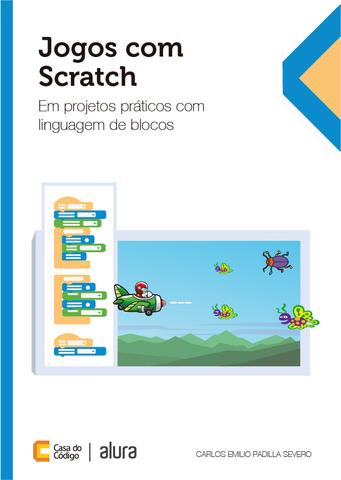 Jogos com
Scratch
Em projetos práticos com
linguagem de blocos
Casa do
Código
alura
CARLOS EMILIO PADILLA SEVERO